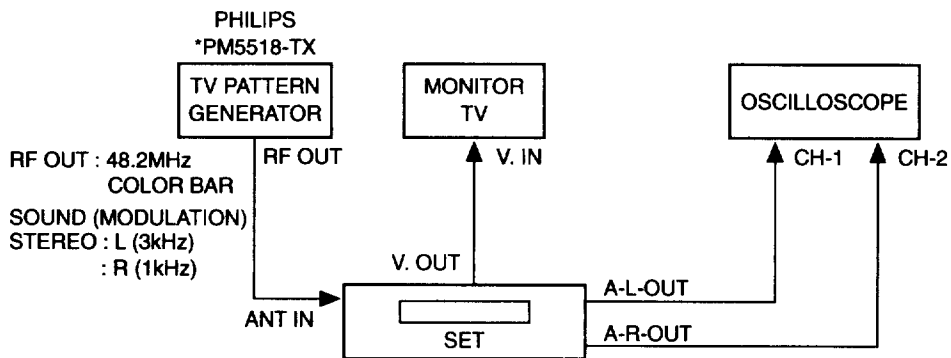 PHILIPS
*PM5518-TX
TV PATTERN
GENERATOR
MONITOR
TV
OSCILLOSCOPE
RF OUT
V. IN
CH-1
CH-2
RF OUT : 48.2MHz
COLOR BAR
SOUND (MODULATION)
STEREO : L (3kHz)
: R (1kHz)
V. OUT
ANT IN
SET
A-L-OUT
A-R-OUT